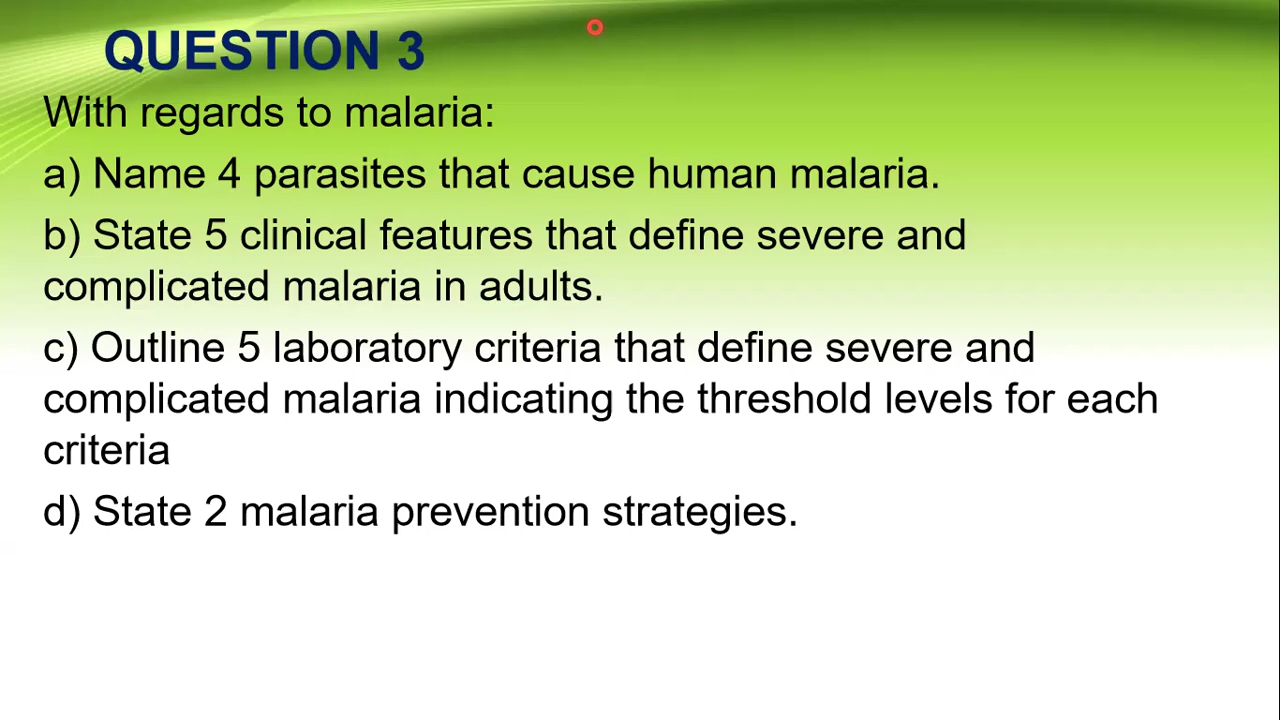 QUESTION 3
With regards to malaria:
a) Name 4 parasites that cause human malaria.
b) State 5 clinical features that define severe and
complicated malaria in adults.
c) Outline 5 laboratory criteria that define severe and
complicated malaria indicating the threshold levels for each
criteria
d) State 2 malaria prevention strategies.